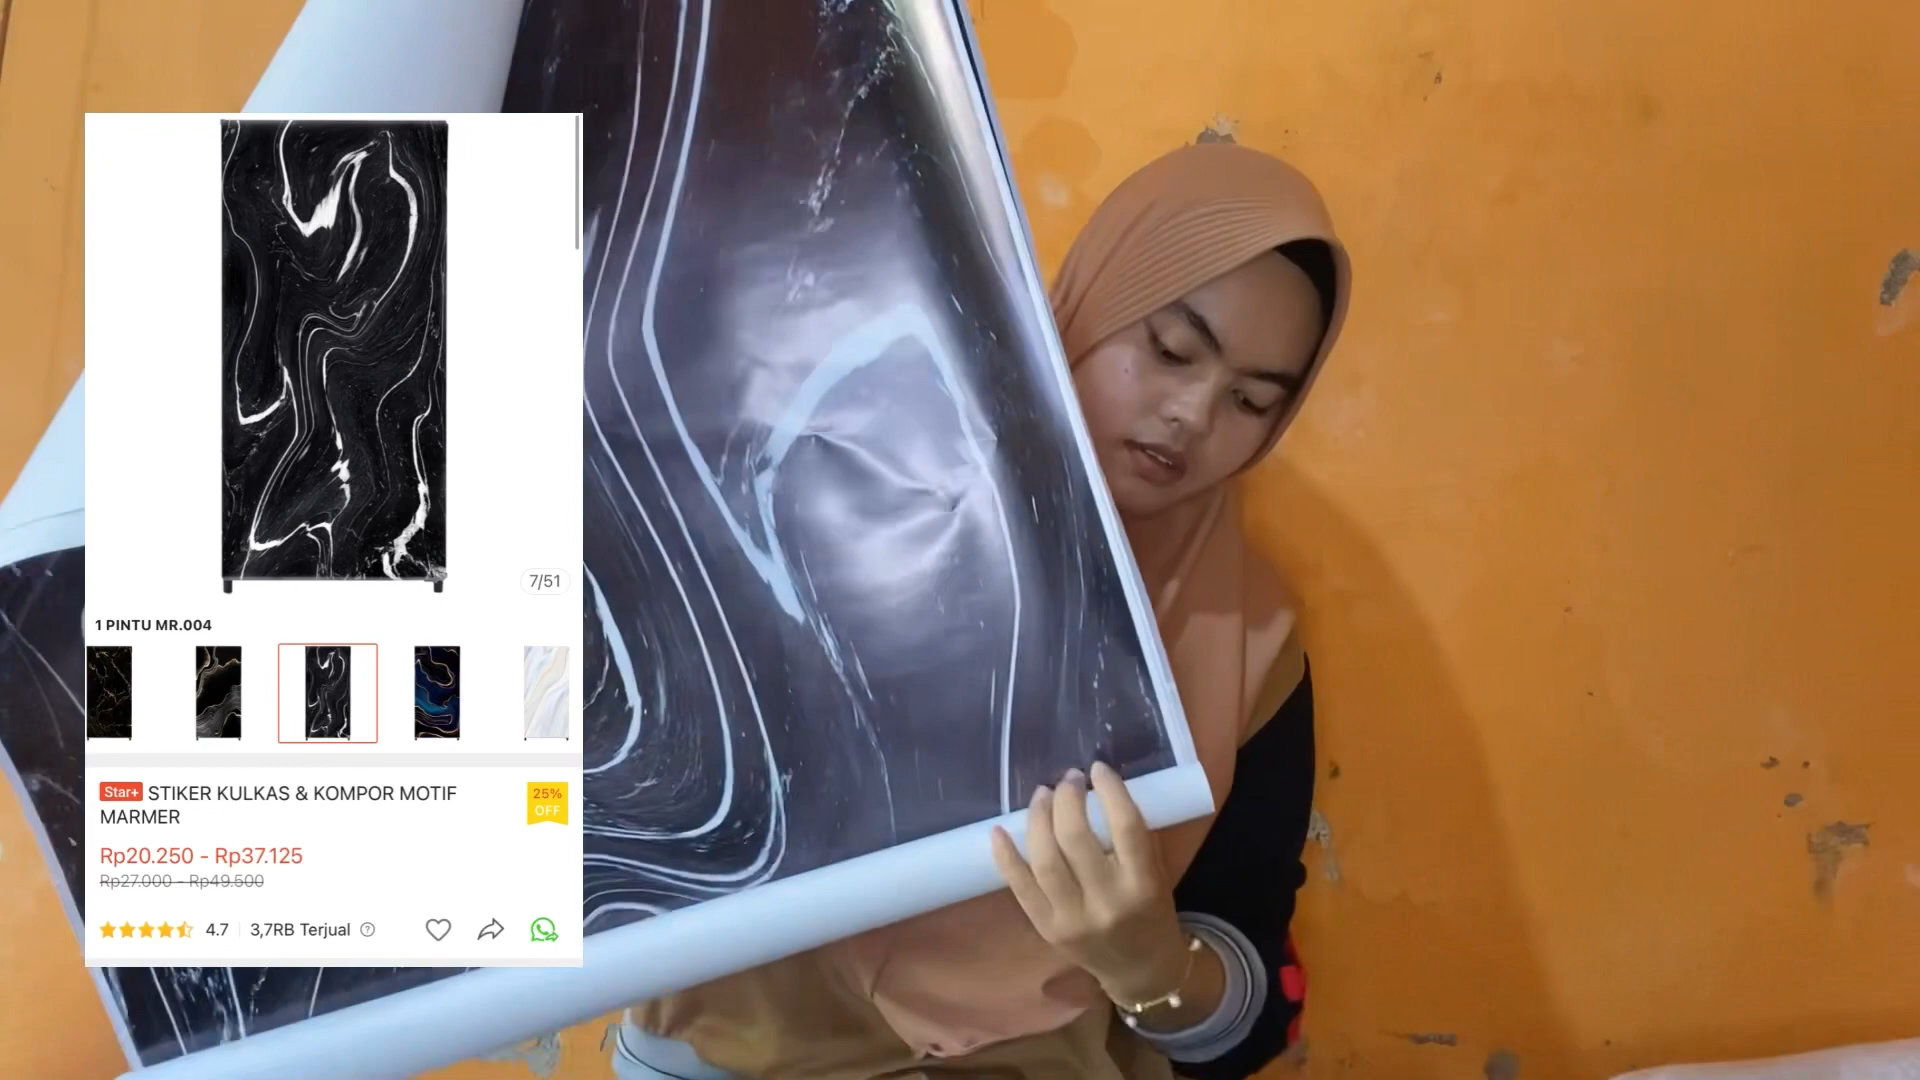 7/51
1 PINTU MR.004
Star+ STIKER KULKAS & KOMPOR MOTIF
MARMER
25%
OFF
Rp20.250 - Rp37.125
Rp27.000 - Rp49.500
4.7
3,7RB Terjual